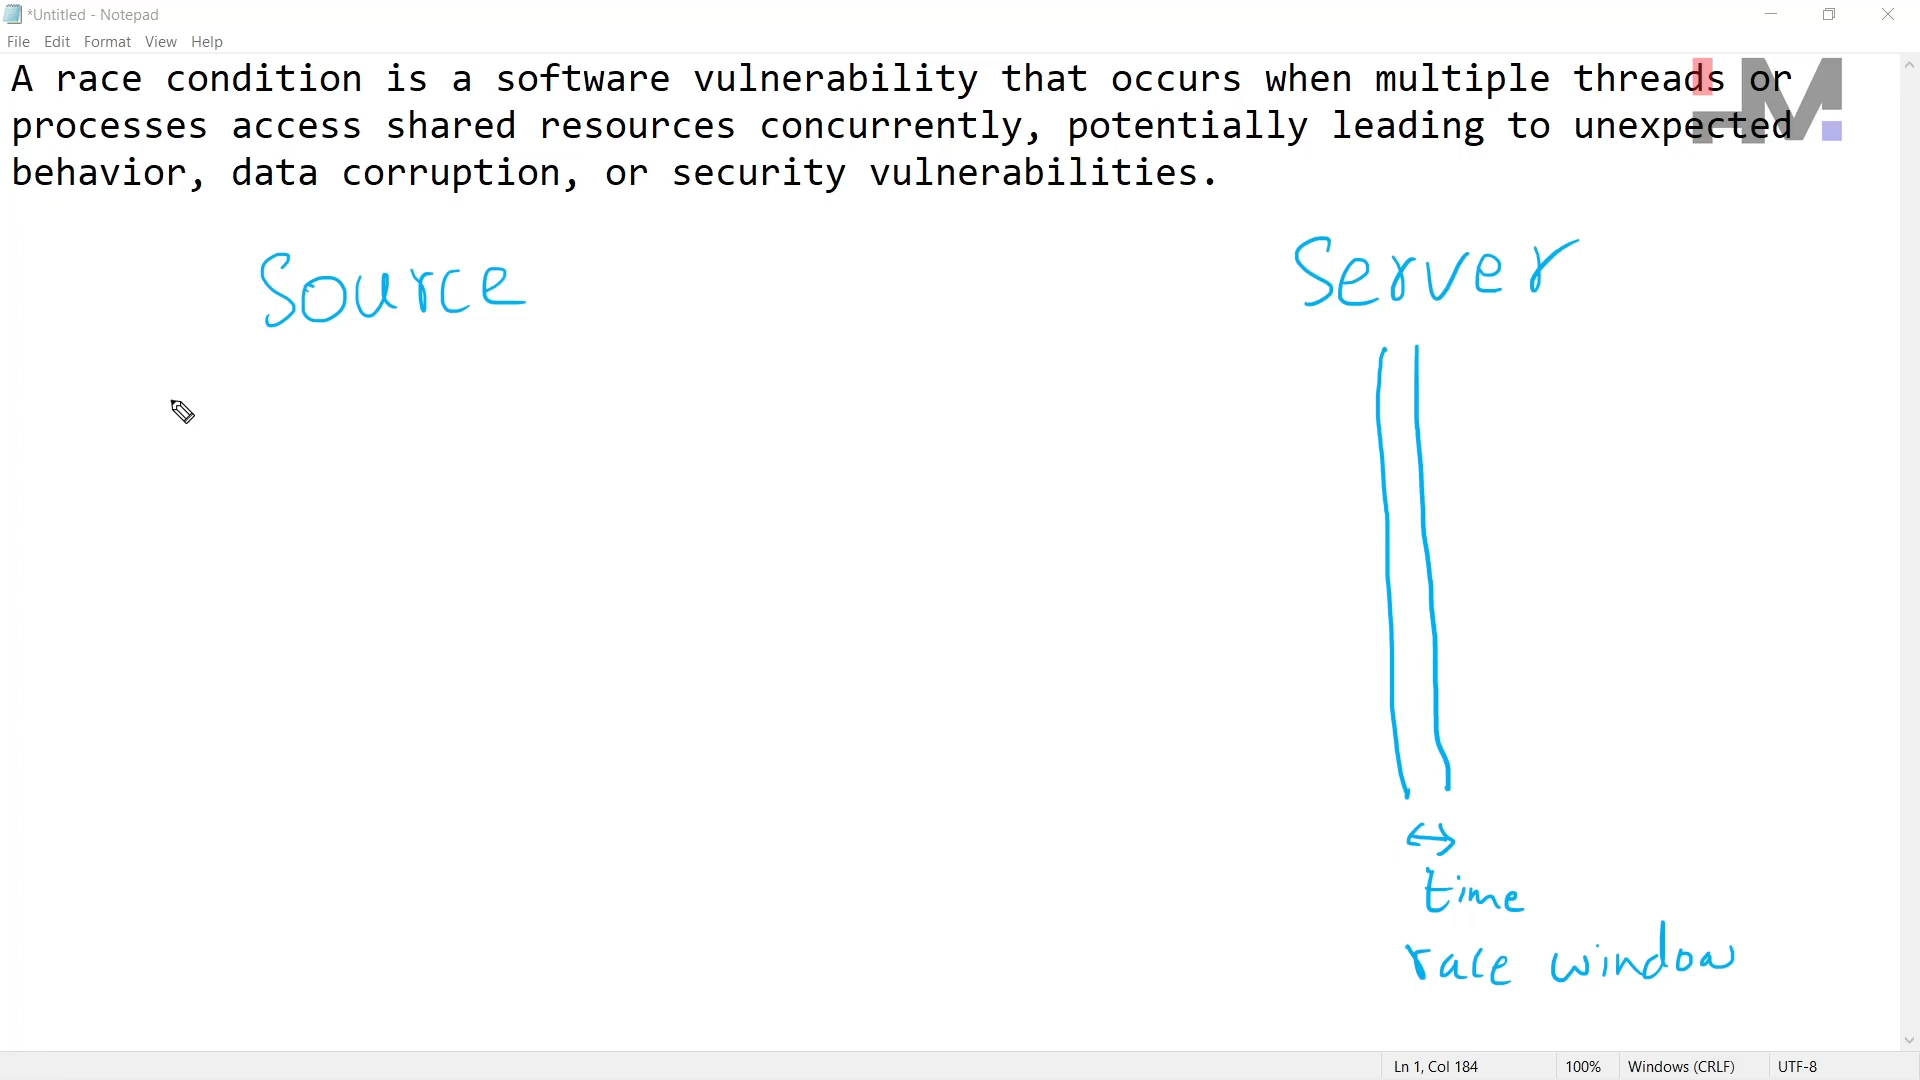 *Untitled - Notepad
File Edit Format View Help
A race condition is a software vulnerability that occurs when multiple threads or
processes access shared resources concurrently, potentially leading to unexpected
behavior, data corruption, or security vulnerabilities.
HM
Source Server
time
race window
Ln 1, Col 184 100% Windows (CRLF) UTF-8